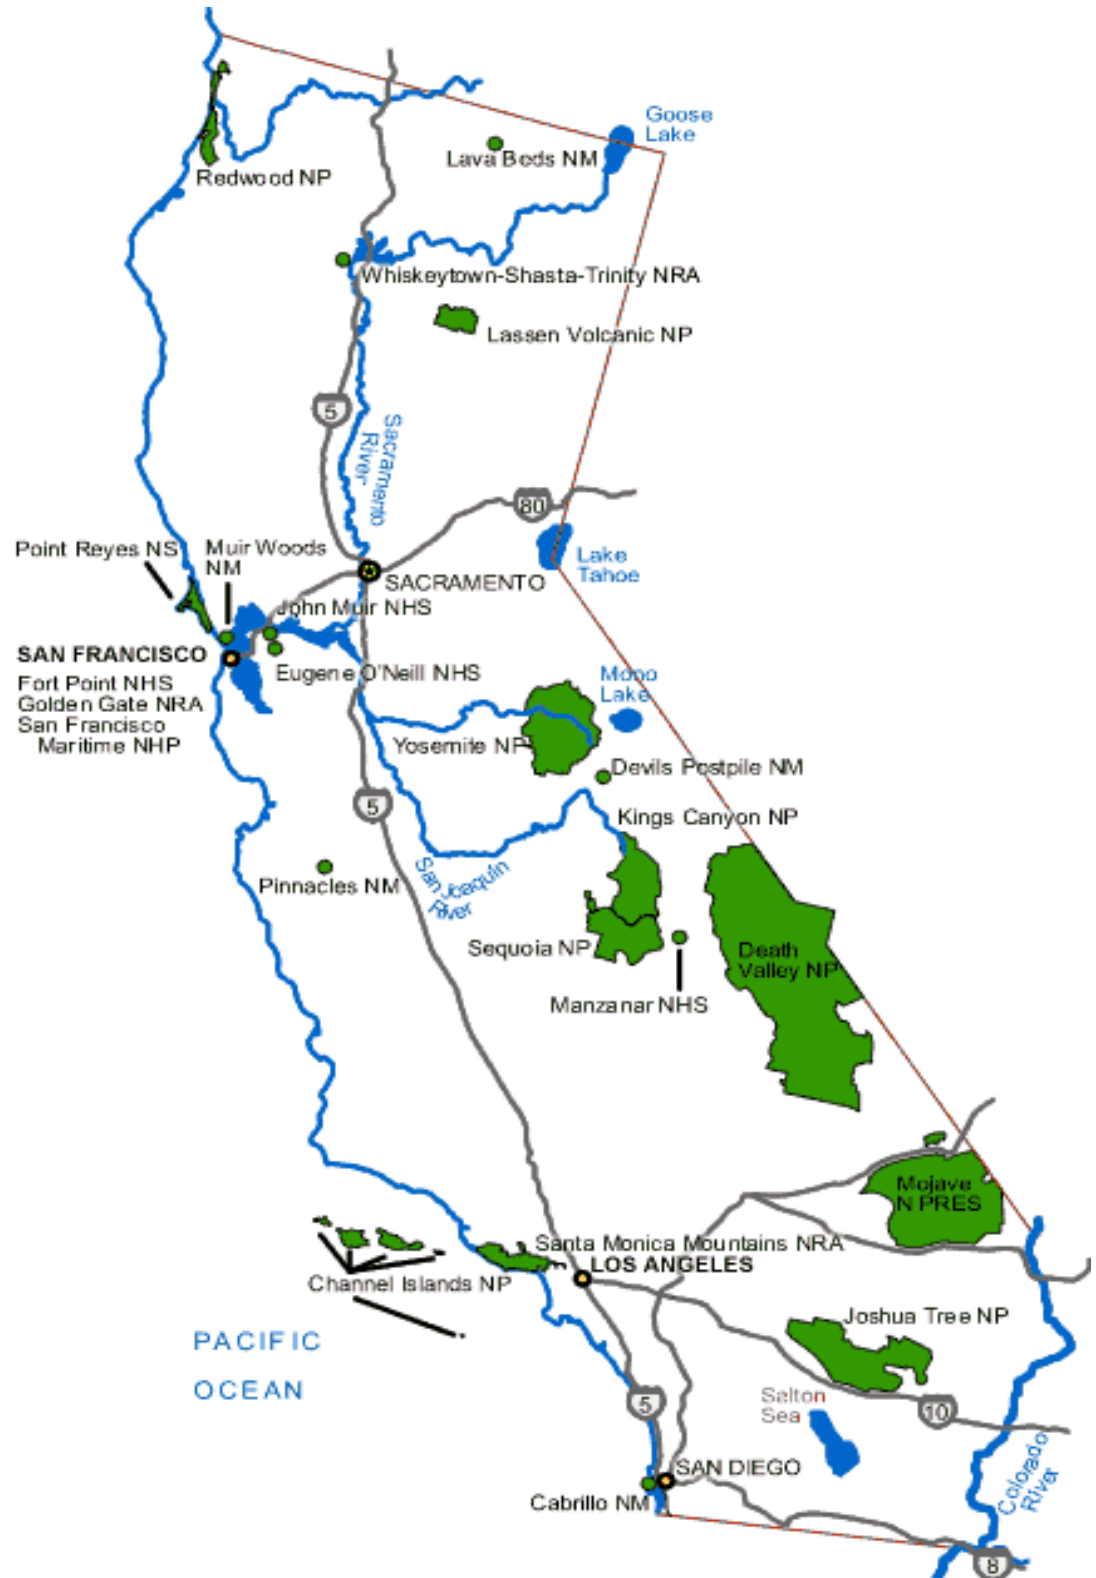 Goose
Lake
Lava Beds NM
Redwood NP
Whiskeytown-Shasta-Trinity NRA
Lassen Volcanic NP
5
Sacramento
River
80
Point Reyes NS
Muir Woods
NM
Lake
Tahoe
SACRAMENTO
John Muir NHS
SAN FRANCISCO
Eugene O'Neill NHS
Fort Point NHS
Golden Gate NRA
San Francisco
Maritime NHP
Mono
Lake
Yosemite NP
Devils Postpile NM
5
Kings Canyon NP
San Joaquin
River
Pinnacles NM
Sequoia NP
Death
Valley NP
Manzanar NHS
Mojave
N PRES
Santa Monica Mountains NRA
LOS ANGELES
Channel Islands NP
Joshua Tree NP
PACIFIC
OCEAN
Salton
Sea
5
10
SAN DIEGO
Colorado
River
Cabrillo NM
8